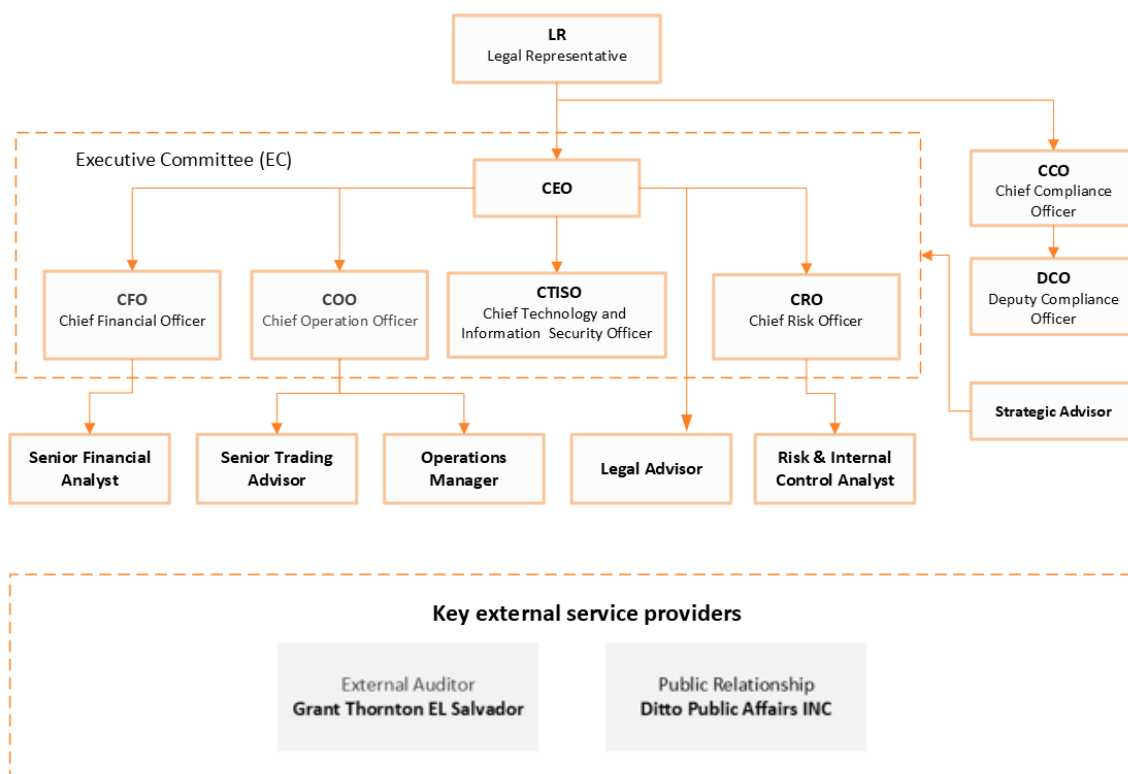 LR
Legal Representative
Executive Committee (EC)
CEO
CCO
Chief Compliance
Officer
CFO
Chief Financial Officer
COO
Chief Operation Officer
CTISO
Chief Technology and
Information Security Officer
CRO
Chief Risk Officer
DCO
Deputy Compliance
Officer
Strategic Advisor
Senior Financial
Analyst
Senior Trading
Advisor
Operations
Manager
Legal Advisor
Risk & Internal
Control Analyst
Key external service providers
External Auditor
Grant Thornton EL Salvador
Public Relationship
Ditto Public Affairs INC